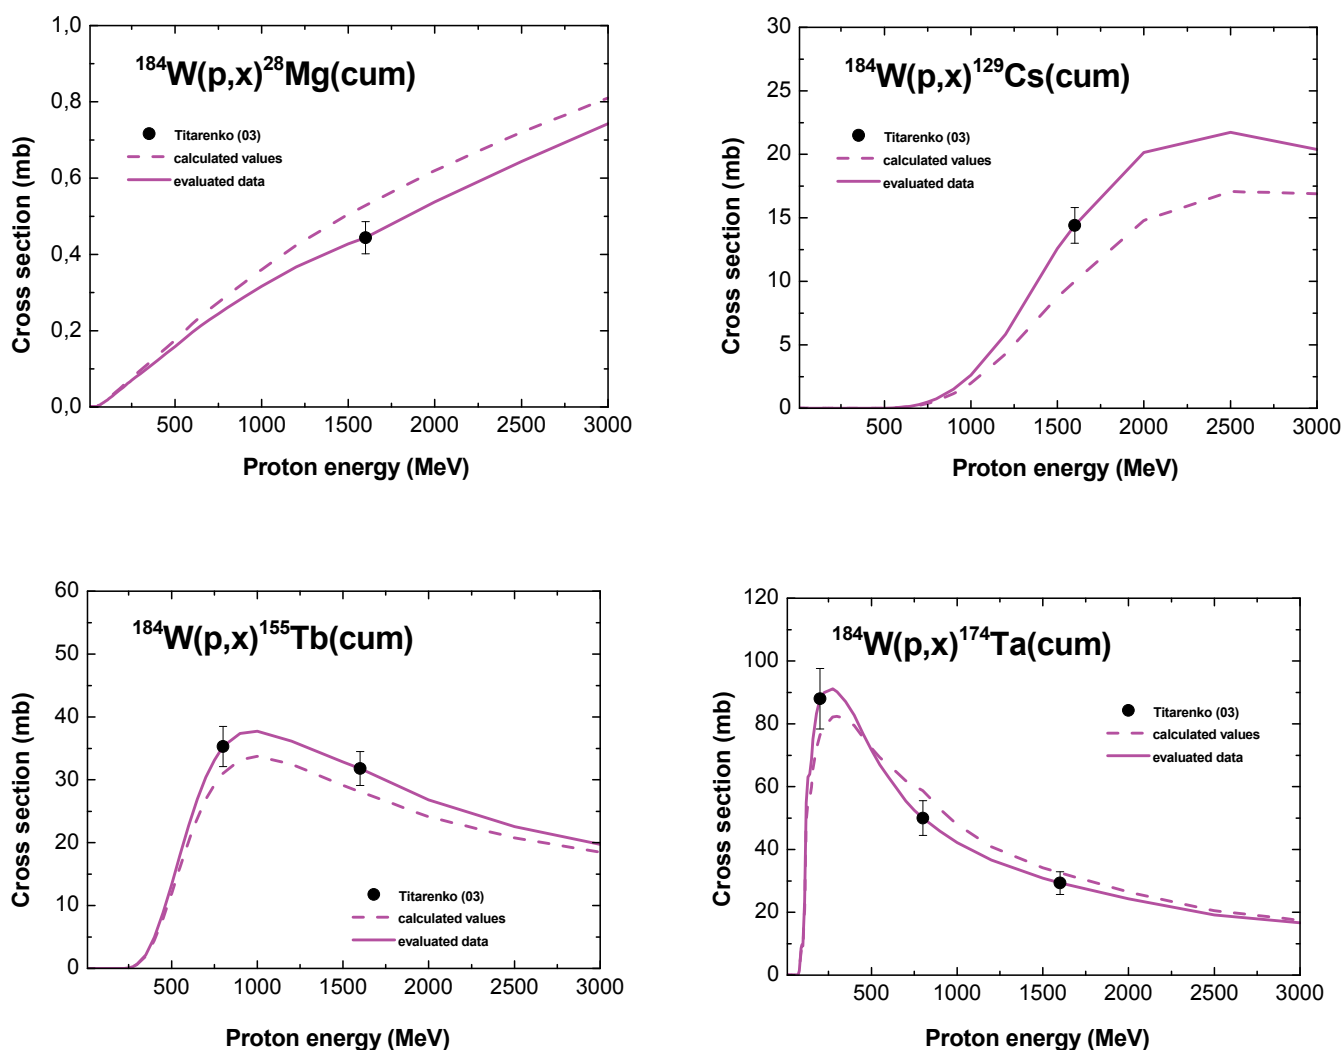 184W(p,x)28Mg(cum)
Titarenko (03)
calculated values
evaluated data
1,0
0,8
0,6
0,4
0,2
0,0
500 1000 1500 2000 2500 3000
Cross section (mb)
Proton energy (MeV)
184W(p,x)129Cs(cum)
Titarenko (03)
calculated values
evaluated data
30
25
20
15
10
5
0
500 1000 1500 2000 2500 3000
Cross section (mb)
Proton energy (MeV)
184W(p,x)155Tb(cum)
Titarenko (03)
calculated values
evaluated data
60
50
40
30
20
10
0
500 1000 1500 2000 2500 3000
Cross section (mb)
Proton energy (MeV)
184W(p,x)174Ta(cum)
Titarenko (03)
calculated values
evaluated data
120
100
80
60
40
20
0
500 1000 1500 2000 2500 3000
Cross section (mb)
Proton energy (MeV)